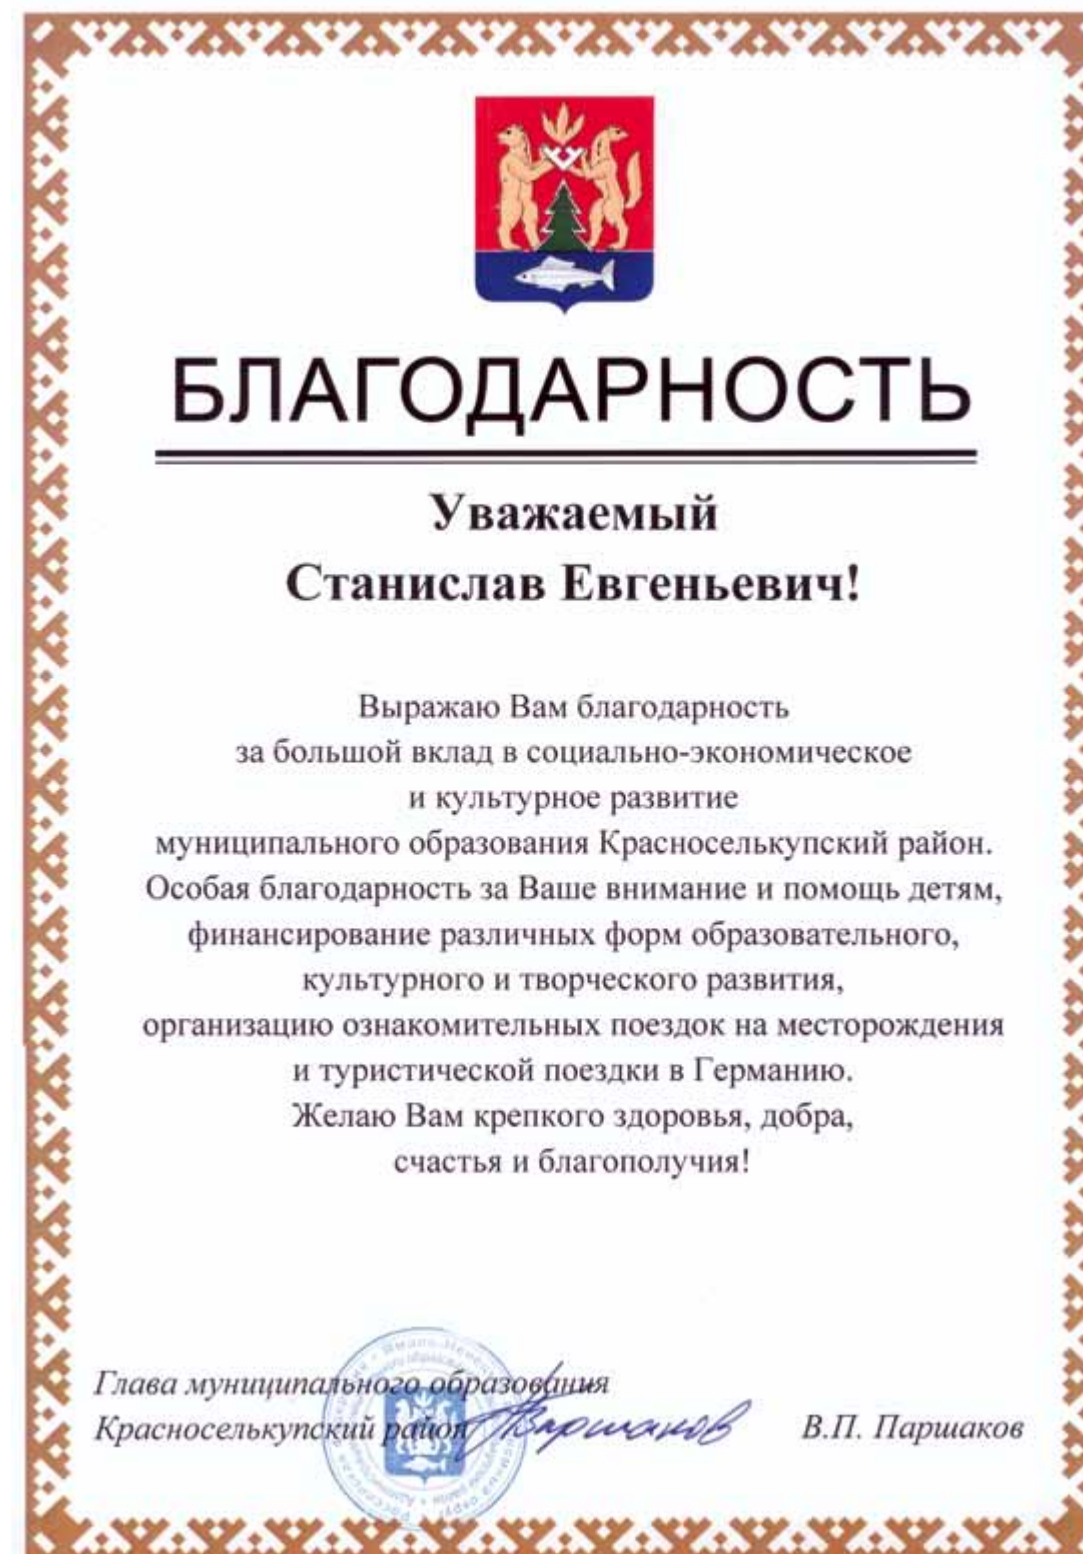 БЛАГОДАРНОСТЬ
Уважаемый
Станислав Евгеньевич!
Выражаю Вам благодарность
за большой вклад в социально-экономическое
и культурное развитие
муниципального образования Красноселькупский район.
Особая благодарность за Ваше внимание и помощь детям,
финансирование различных форм образовательного,
культурного и творческого развития,
организацию ознакомительных поездок на месторождения
и туристической поездки в Германию.
Желаю Вам крепкого здоровья, добра,
счастья и благополучия!
Глава муниципального образования
Красноселькупский район В.П. Паршаков